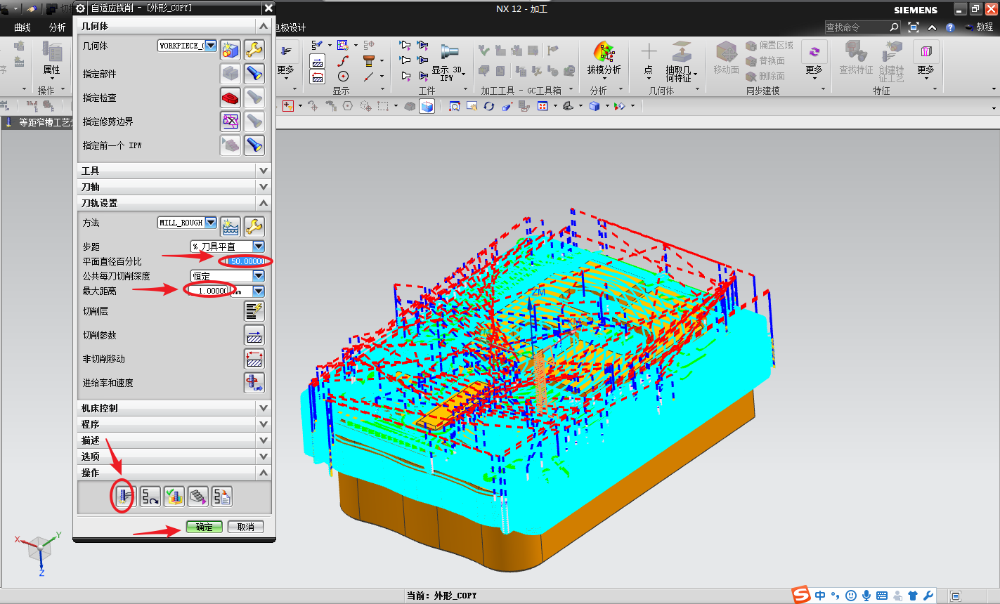 自适应铣削 - [外形_COPY]
NX 12 - 加工
SIEMENS
曲线
分析
电极设计
查找命令
教程
属性
操作
更多
显示
显示 3D
IPW
工件
加工工具 - GC工具箱
拔模分析
分析
点
抽取几
何特征
几何体
移动面
偏置区域
替换面
删除面
更多
同步建模
查找特征
创建特
征工艺
更多
特征
等距窄槽工艺
几何体
几何体
WORKPIECE_
指定部件
指定检查
指定修剪边界
指定前一个 IPW
工具
刀轴
刀轨设置
方法
MILL_ROUGH
步距
% 刀具平直
平面直径百分比
50.0000
公共每刀切削深度
恒定
最大距离
1.0000
mm
切削层
切削参数
非切削移动
进给率和速度
机床控制
程序
描述
选项
操作
确定
取消
ZM
X
Y
Z
当前: 外形_COPY
中